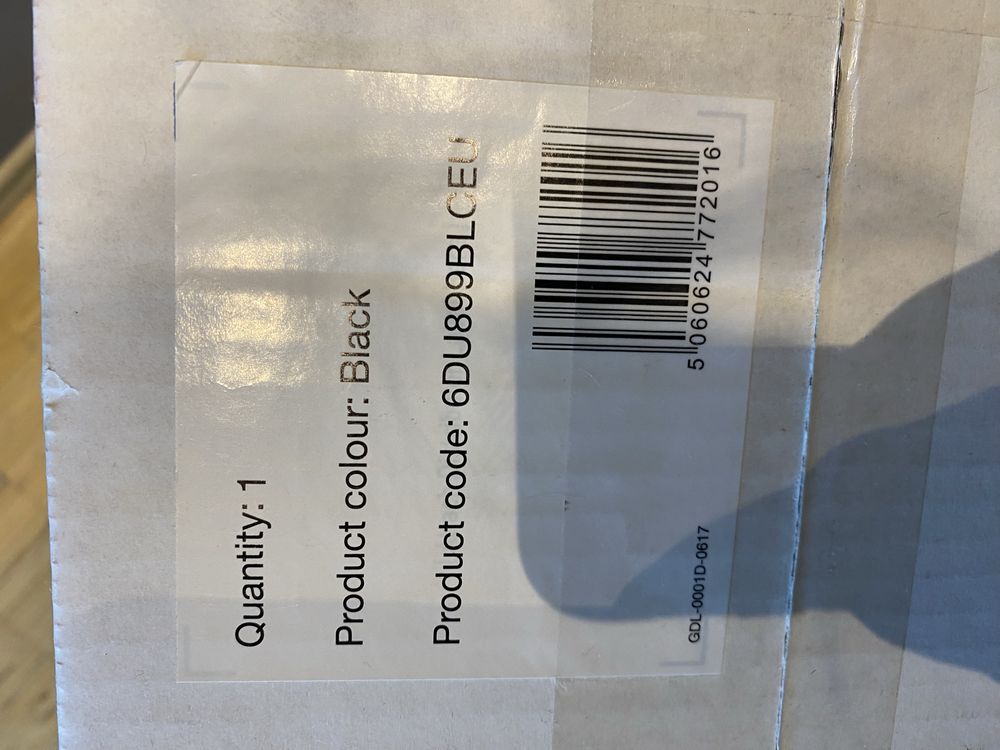 Quantity: 1
Product colour: Black
Product code: 6DU899BLCEU
5 060624 772016
GDL-0001D-0617